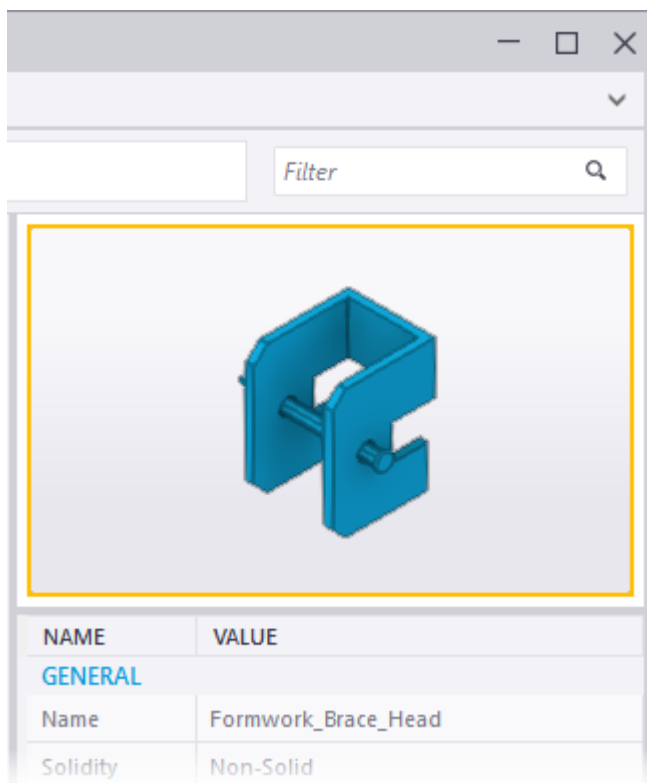 Filter
NAME VALUE
GENERAL
Name Formwork_Brace_Head
Solidity Non-Solid